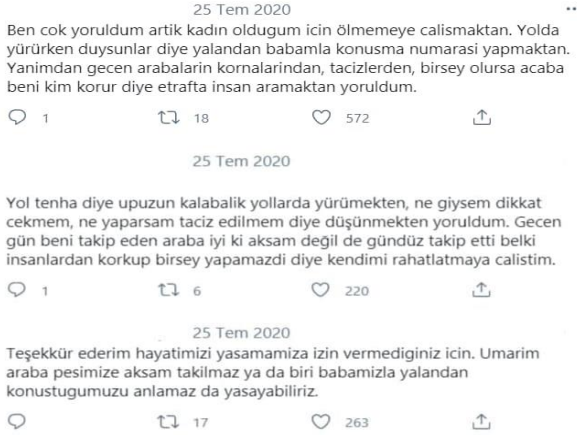 25 Tem 2020
Ben cok yoruldum artik kadın oldugum icin ölmemeye calismaktan. Yolda
yürürken duysunlar diye yalandan babamla konusma numarasi yapmaktan.
Yanimdan gecen arabalarin kornalarindan, tacizlerden, birsey olursa acaba
beni kim korur diye etrafta insan aramaktan yoruldum.
1 18 572
25 Tem 2020
Yol tenha diye upuzun kalabalik yollarda yürümekten, ne giysem dikkat
cekmem, ne yaparsam taciz edilmem diye düşünmekten yoruldum. Gecen
gün beni takip eden araba iyi ki aksam değil de gündüz takip etti belki
insanlardan korkup birsey yapamazdi diye kendimi rahatlatmaya calistim.
1 6 220
25 Tem 2020
Teşekkür ederim hayatimizi yasamamiza izin vermediginiz icin. Umarim
araba pesimize aksam takilmaz ya da biri babamizla yalandan
konustugumuzu anlamaz da yasayabiliriz.
17 263